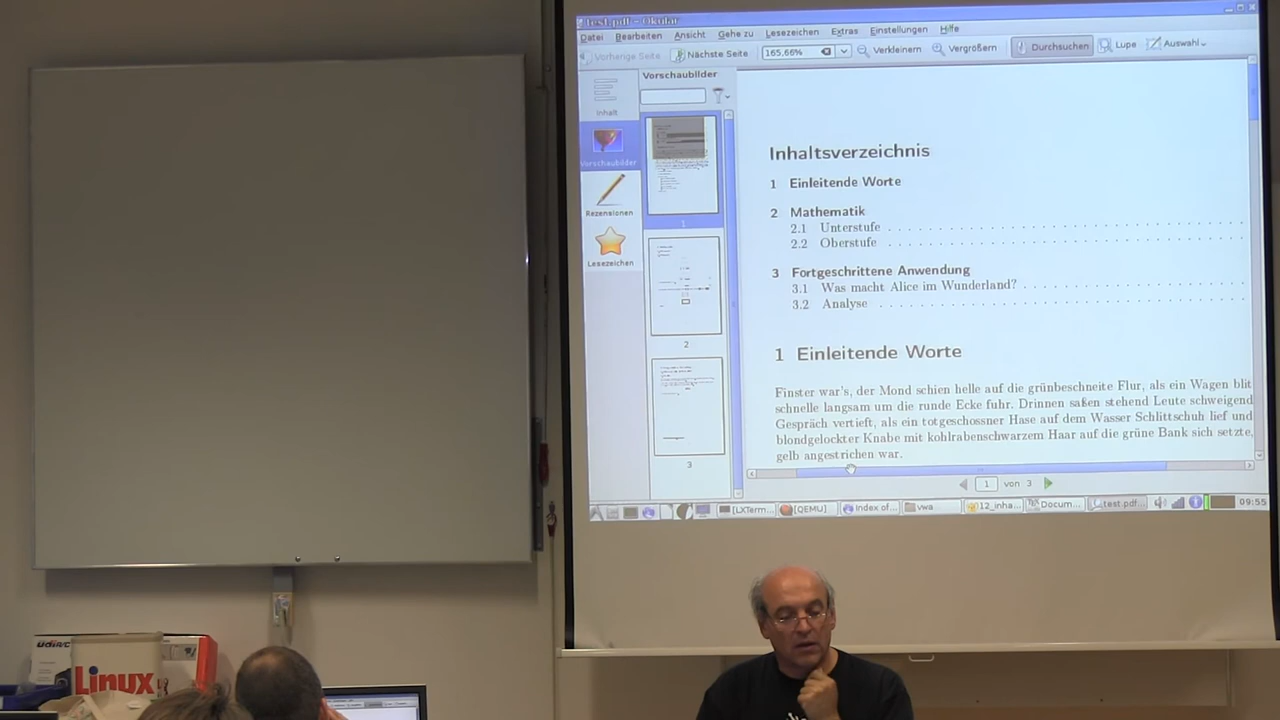 test.pdf - Okular
Datei Bearbeiten Ansicht Gehe zu Lesezeichen Extras Einstellungen Hilfe
Vorherige Seite Nächste Seite 165,66% Verkleinern Vergrößern Durchsuchen Lupe Auswahl
Vorschaubilder
Inhalt
Vorschaubilder
Rezensionen
Lesezeichen
1
2
3
Inhaltsverzeichnis
1 Einleitende Worte
2 Mathematik
2.1 Unterstufe
2.2 Oberstufe
3 Fortgeschrittene Anwendung
3.1 Was macht Alice im Wunderland?
3.2 Analyse
1 Einleitende Worte
Finster war's, der Mond schien helle auf die grünbeschneite Flur, als ein Wagen blit
schnelle langsam um die runde Ecke fuhr. Drinnen saßen stehend Leute schweigend
Gespräch vertieft, als ein totgeschossner Hase auf dem Wasser Schlittschuh lief und
blondgelockter Knabe mit kohlrabenschwarzem Haar auf die grüne Bank sich setzte,
gelb angestrichen war.
1 von 3
[LXTerm... [QEMU] Index of... vwa 12_inha... Docum... test.pdf... 09:55
Linux